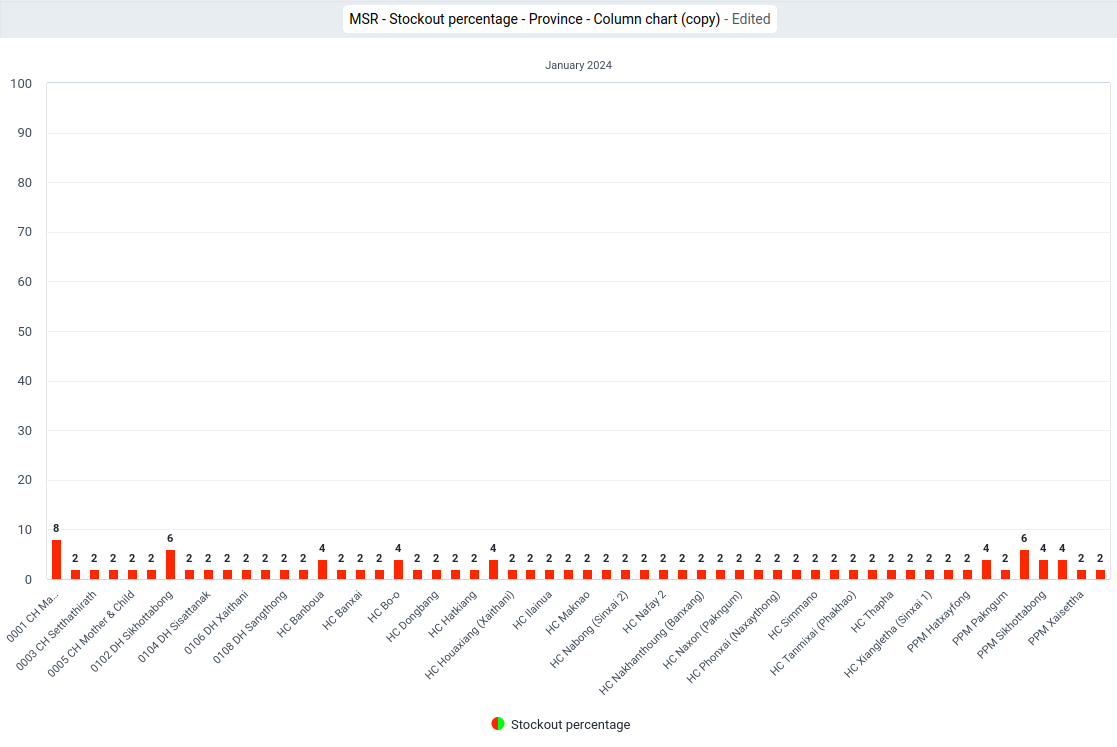 MSR - Stockout percentage - Province - Column chart (copy) - Edited
January 2024
100
90
80
70
60
50
40
30
20
10
0
8 2 2 2 2 2 6 2 2 2 2 2 2 2 4 2 2 2 4 2 2 2 2 4 2 2 2 2 2 2 2 2 2 2 2 2 2 2 2 2 2 2 2 2 2 2 2 2 2 4 2 6 4 4 2 2
0001 CH Ma...
0003 CH Setthathirath
0005 CH Mother & Child
0102 DH Sikhottabong
0104 DH Sisattanak
0106 DH Xaithani
0108 DH Sangthong
HC Banboua
HC Banxai
HC Bo-o
HC Dongbang
HC Hatkiang
HC Houaxiang (Xaithani)
HC Ilainua
HC Maknao
HC Nabong (Sinxai 2)
HC Nafay 2
HC Nakhanthoung (Banxang)
HC Naxon (Pakngum)
HC Phonxai (Naxaythong)
HC Simmano
HC Tanmixai (Phakhao)
HC Thapha
HC Xiangletha (Sinxai 1)
PPM Hatxayfong
PPM Pakngum
PPM Sikhottabong
PPM Xaisettha
Stockout percentage